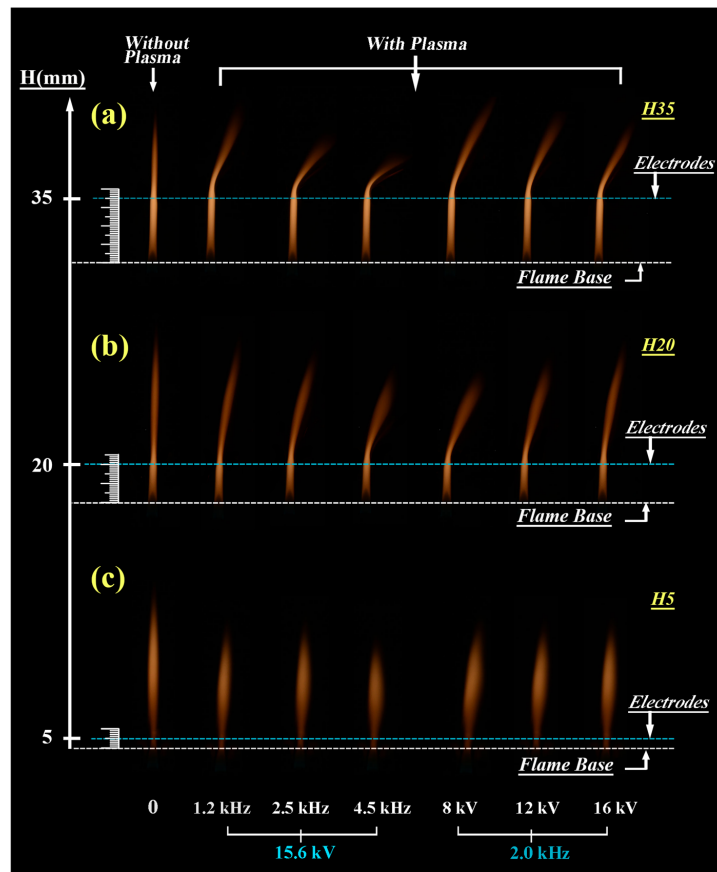 Without
Plasma
With Plasma
H(mm)
(a)
H35
Electrodes
35
Flame Base
(b)
H20
Electrodes
20
Flame Base
(c)
H5
Electrodes
5
Flame Base
0 1.2 kHz 2.5 kHz 4.5 kHz 8 kV 12 kV 16 kV
15.6 kV 2.0 kHz